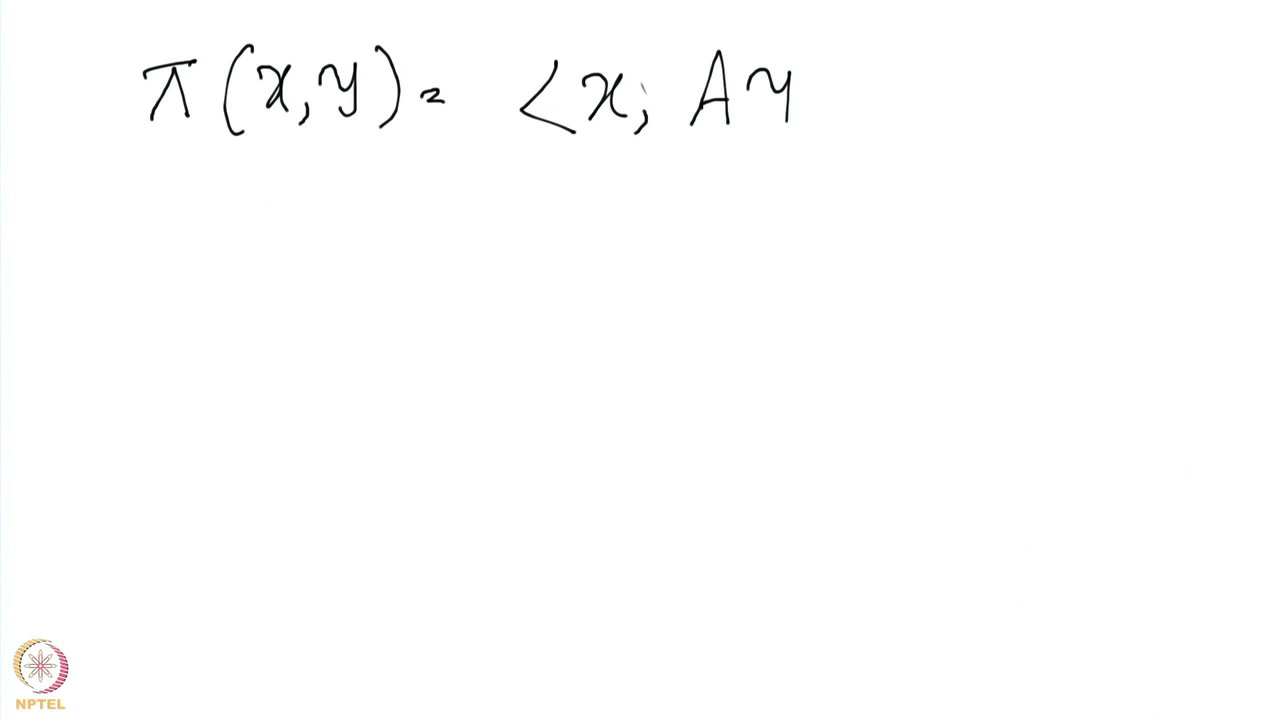 π(x,y) = <x; Ay
NPTEL